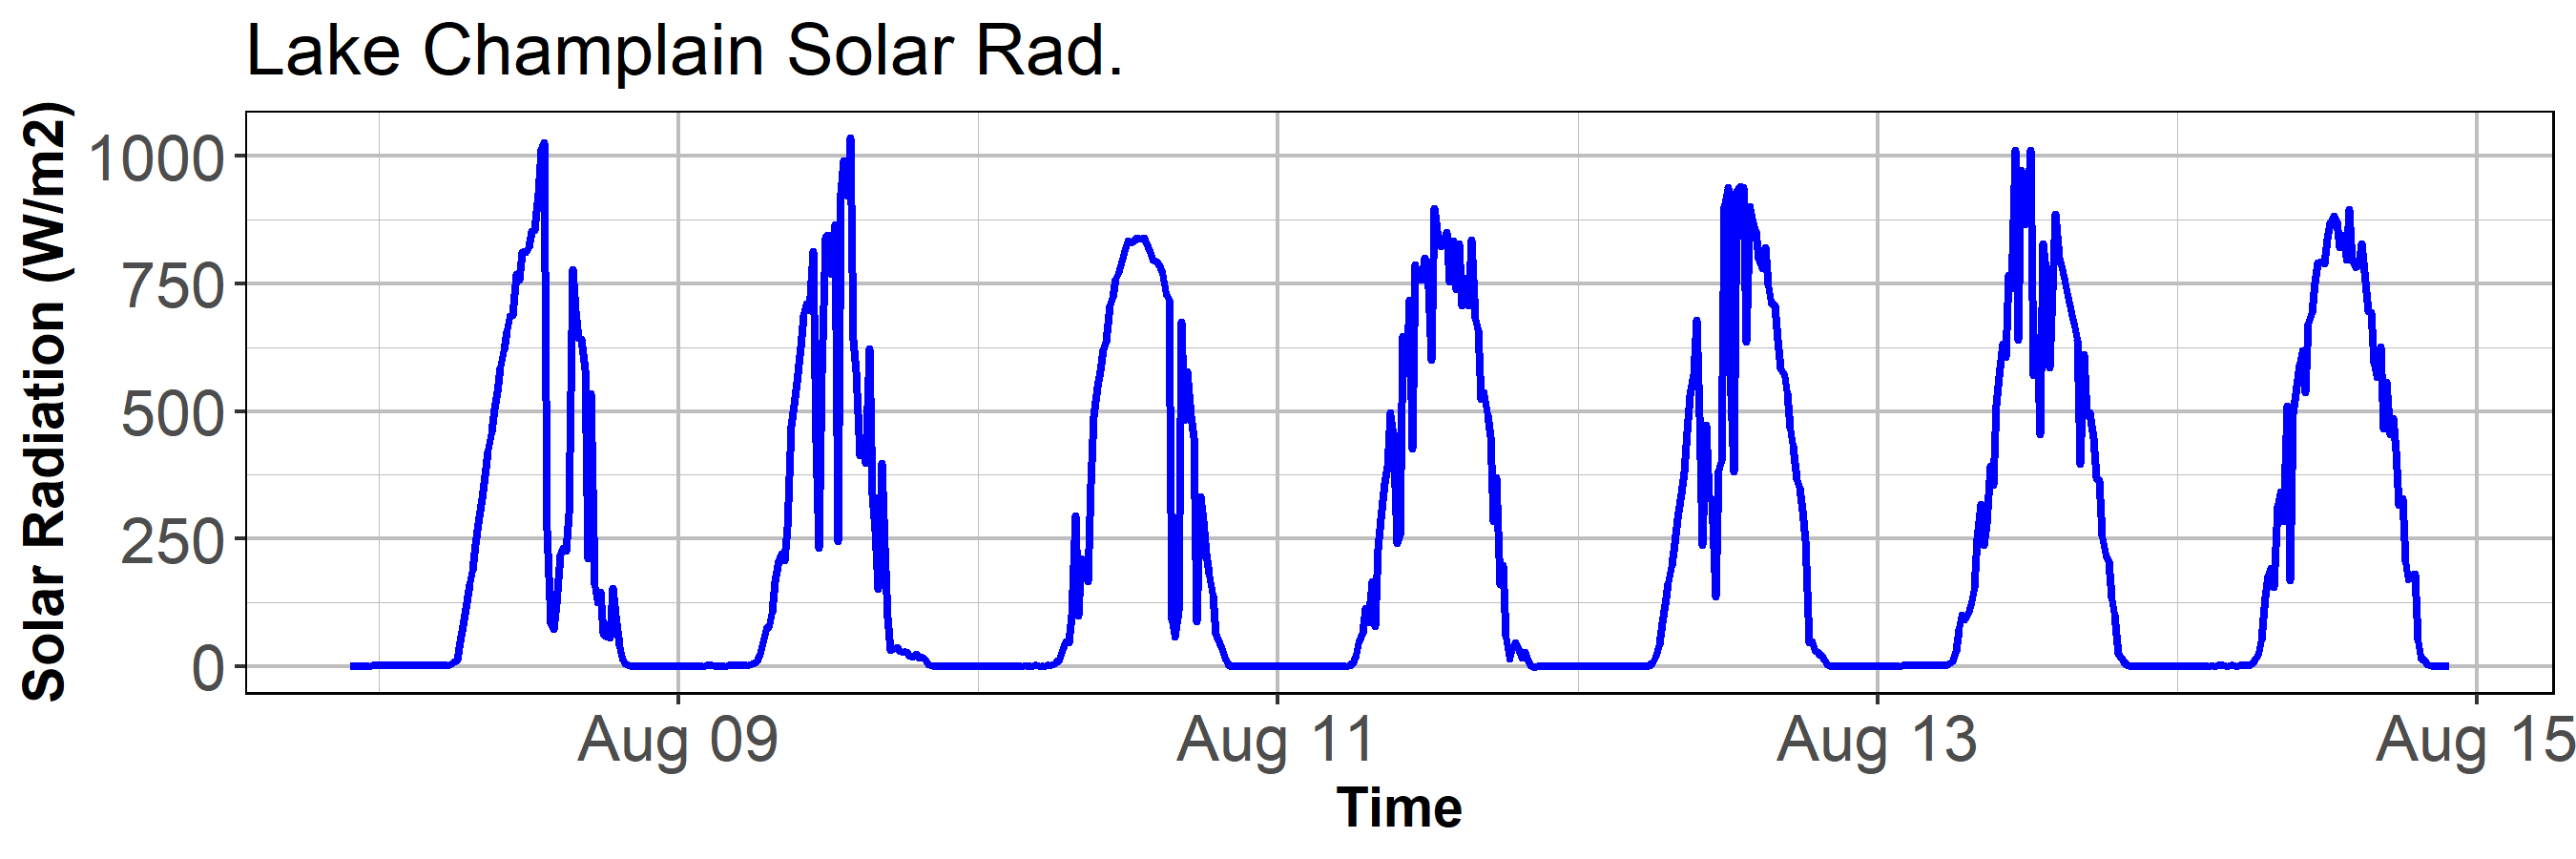 Lake Champlain Solar Rad.
Solar Radiation (W/m2)
1000
750
500
250
0
Aug 09 Aug 11 Aug 13 Aug 15
Time